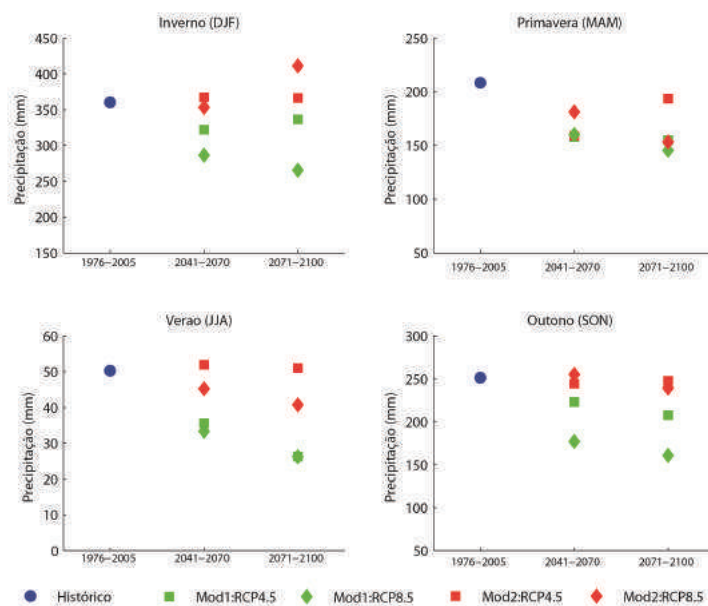 Inverno (DJF)
Precipitação (mm)
450
400
350
300
250
200
150
1976–2005
2041–2070
2071–2100
Primavera (MAM)
Precipitação (mm)
250
200
150
100
50
1976–2005
2041–2070
2071–2100
Verao (JJA)
Precipitação (mm)
60
50
40
30
20
10
0
1976–2005
2041–2070
2071–2100
Outono (SON)
Precipitação (mm)
300
250
200
150
100
50
1976–2005
2041–2070
2071–2100
Histórico
Mod1:RCP4.5
Mod1:RCP8.5
Mod2:RCP4.5
Mod2:RCP8.5